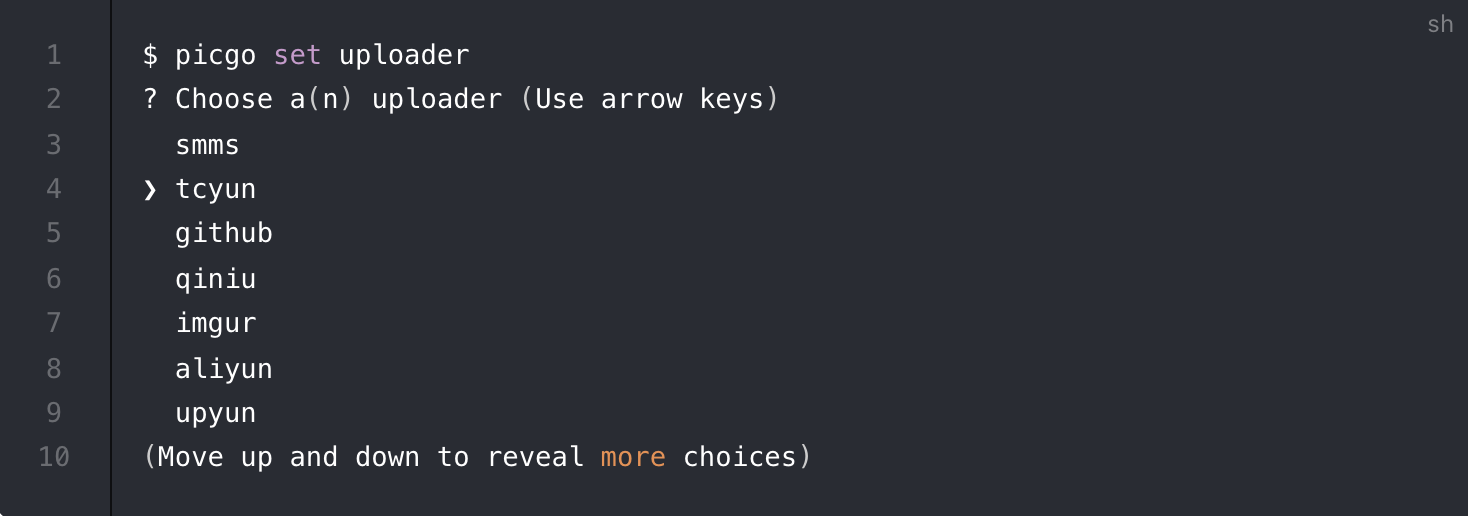 sh
1 $ picgo set uploader
2 ? Choose a(n) uploader (Use arrow keys)
3   smms
4 ❯ tcyun
5   github
6   qiniu
7   imgur
8   aliyun
9   upyun
10 (Move up and down to reveal more choices)